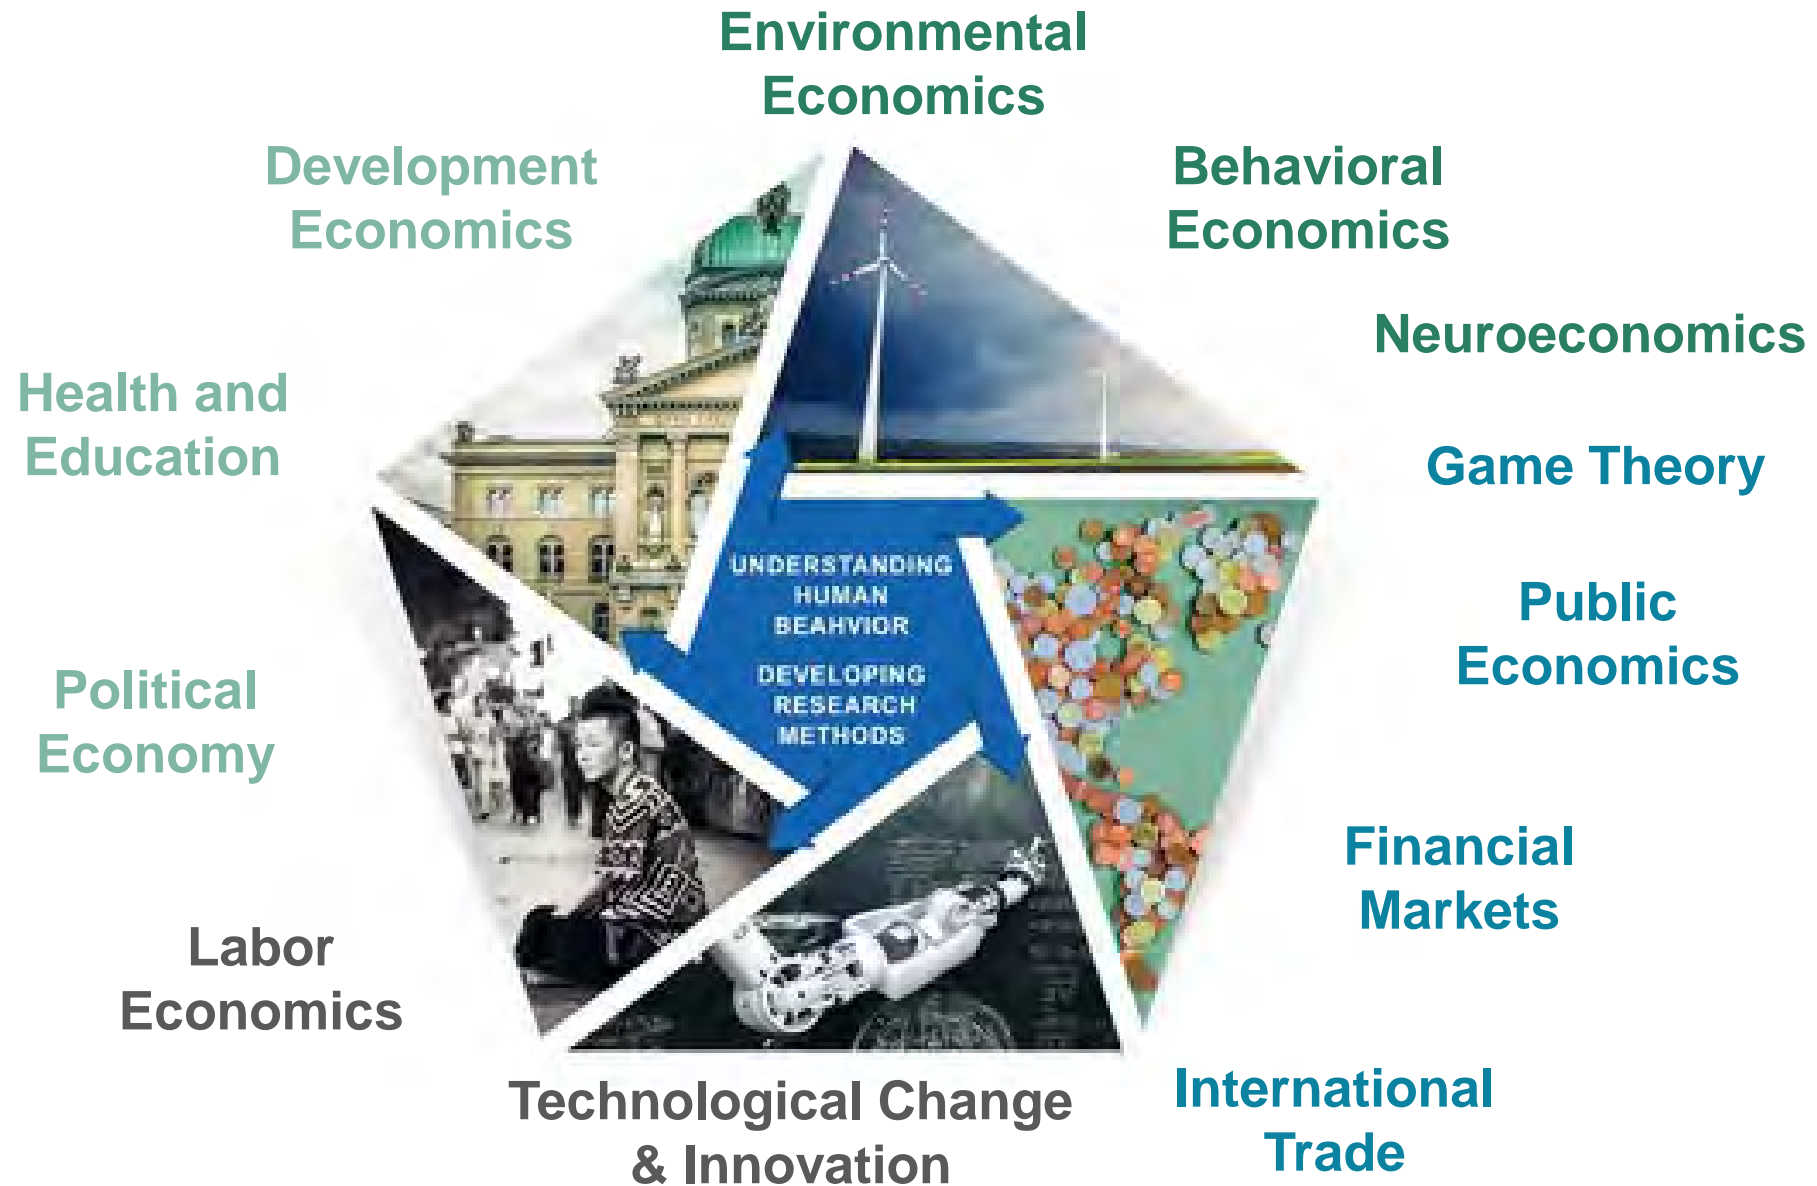 Environmental
Economics
Development
Economics
Behavioral
Economics
Neuroeconomics
Health and
Education
Game Theory
UNDERSTANDING
HUMAN
BEAHVIOR
DEVELOPING
RESEARCH
METHODS
Public
Economics
Political
Economy
Financial
Markets
Labor
Economics
Technological Change
& Innovation
International
Trade